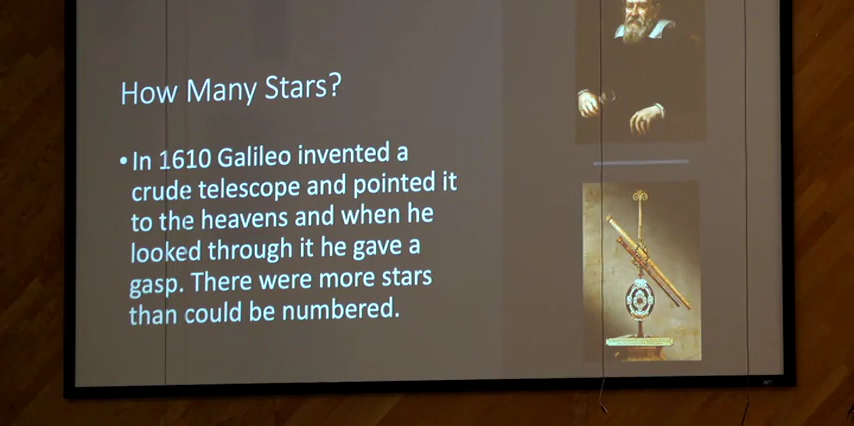 How Many Stars?
• In 1610 Galileo invented a
crude telescope and pointed it
to the heavens and when he
looked through it he gave a
gasp. There were more stars
than could be numbered.